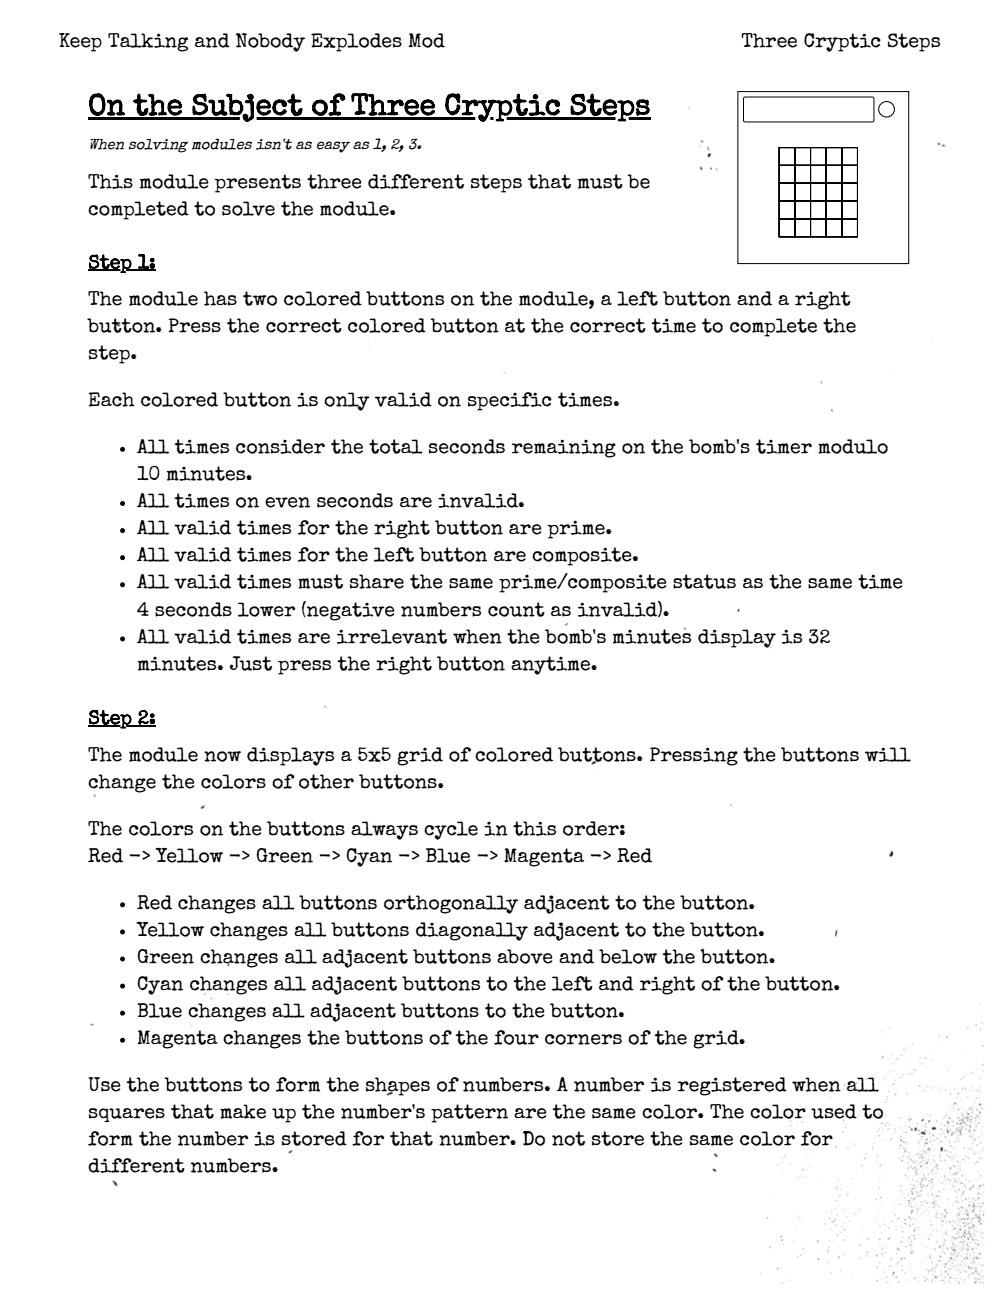 Keep Talking and Nobody Explodes Mod
Three Cryptic Steps
On the Subject of Three Cryptic Steps
When solving modules isn't as easy as 1, 2, 3.
This module presents three different steps that must be
completed to solve the module.
Step 1:
The module has two colored buttons on the module, a left button and a right
button. Press the correct colored button at the correct time to complete the
step.
Each colored button is only valid on specific times.
• All times consider the total seconds remaining on the bomb's timer modulo
10 minutes.
• All times on even seconds are invalid.
• All valid times for the right button are prime.
• All valid times for the left button are composite.
• All valid times must share the same prime/composite status as the same time
4 seconds lower (negative numbers count as invalid).
• All valid times are irrelevant when the bomb's minutes display is 32
minutes. Just press the right button anytime.
Step 2:
The module now displays a 5x5 grid of colored buttons. Pressing the buttons will
change the colors of other buttons.
The colors on the buttons always cycle in this order:
Red -> Yellow -> Green -> Cyan -> Blue -> Magenta -> Red
• Red changes all buttons orthogonally adjacent to the button.
• Yellow changes all buttons diagonally adjacent to the button.
• Green changes all adjacent buttons above and below the button.
• Cyan changes all adjacent buttons to the left and right of the button.
• Blue changes all adjacent buttons to the button.
• Magenta changes the buttons of the four corners of the grid.
Use the buttons to form the shapes of numbers. A number is registered when all
squares that make up the number's pattern are the same color. The color used to
form the number is stored for that number. Do not store the same color for
different numbers.